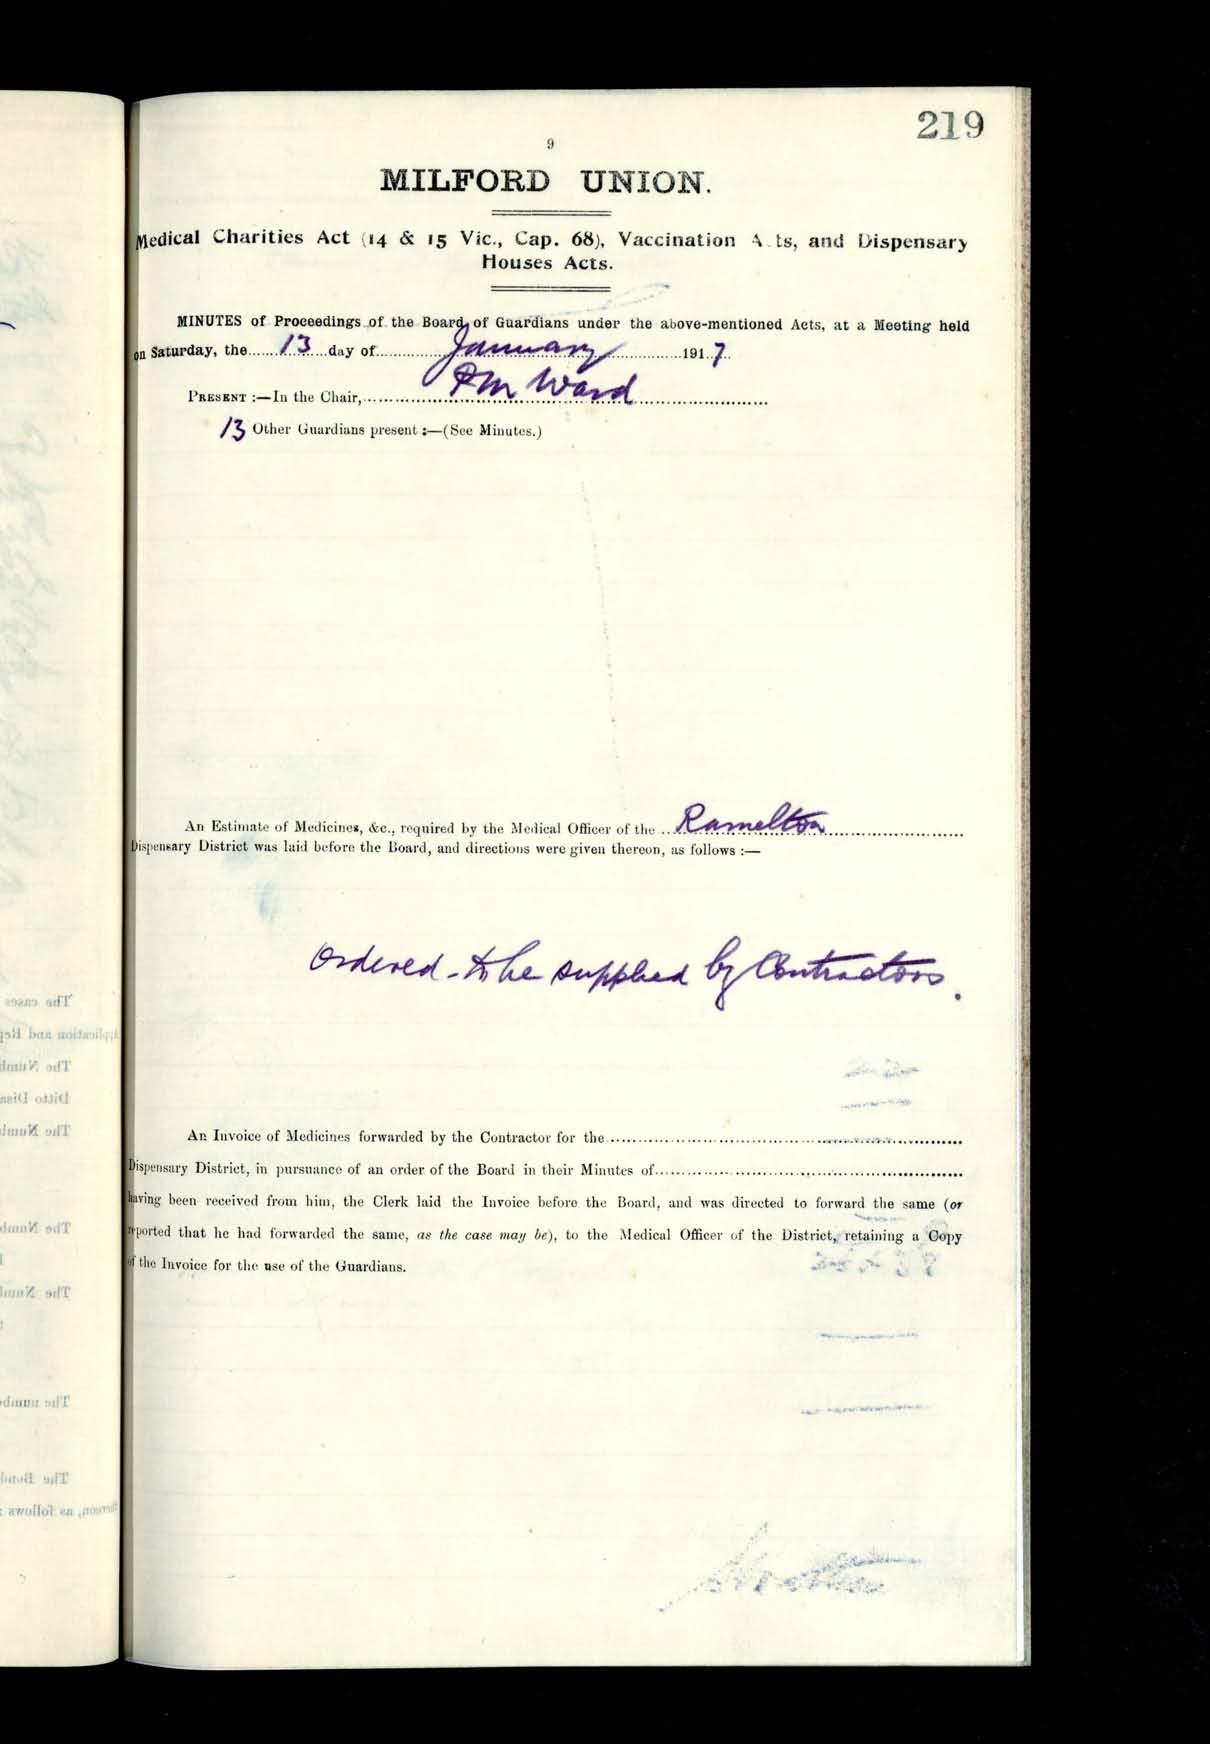 219
9
MILFORD UNION.
Medical Charities Act (14 & 15 Vic., Cap. 68), Vaccination Acts, and Dispensary
Houses Acts.
MINUTES of Proceedings of the Board of Guardians under the above-mentioned Acts, at a Meeting held
on Saturday, the 13 day of January 1917.
PRESENT :—In the Chair, P M Ward
13 Other Guardians present :—(See Minutes.)
An Estimate of Medicines, &c., required by the Medical Officer of the Ramelton
Dispensary District was laid before the Board, and directions were given thereon, as follows :—
Ordered - to be supplied by Contractors.
An Invoice of Medicines forwarded by the Contractor for the
Dispensary District, in pursuance of an order of the Board in their Minutes of
having been received from him, the Clerk laid the Invoice before the Board, and was directed to forward the same (or
reported that he had forwarded the same, as the case may be), to the Medical Officer of the District, retaining a Copy
of the Invoice for the use of the Guardians.